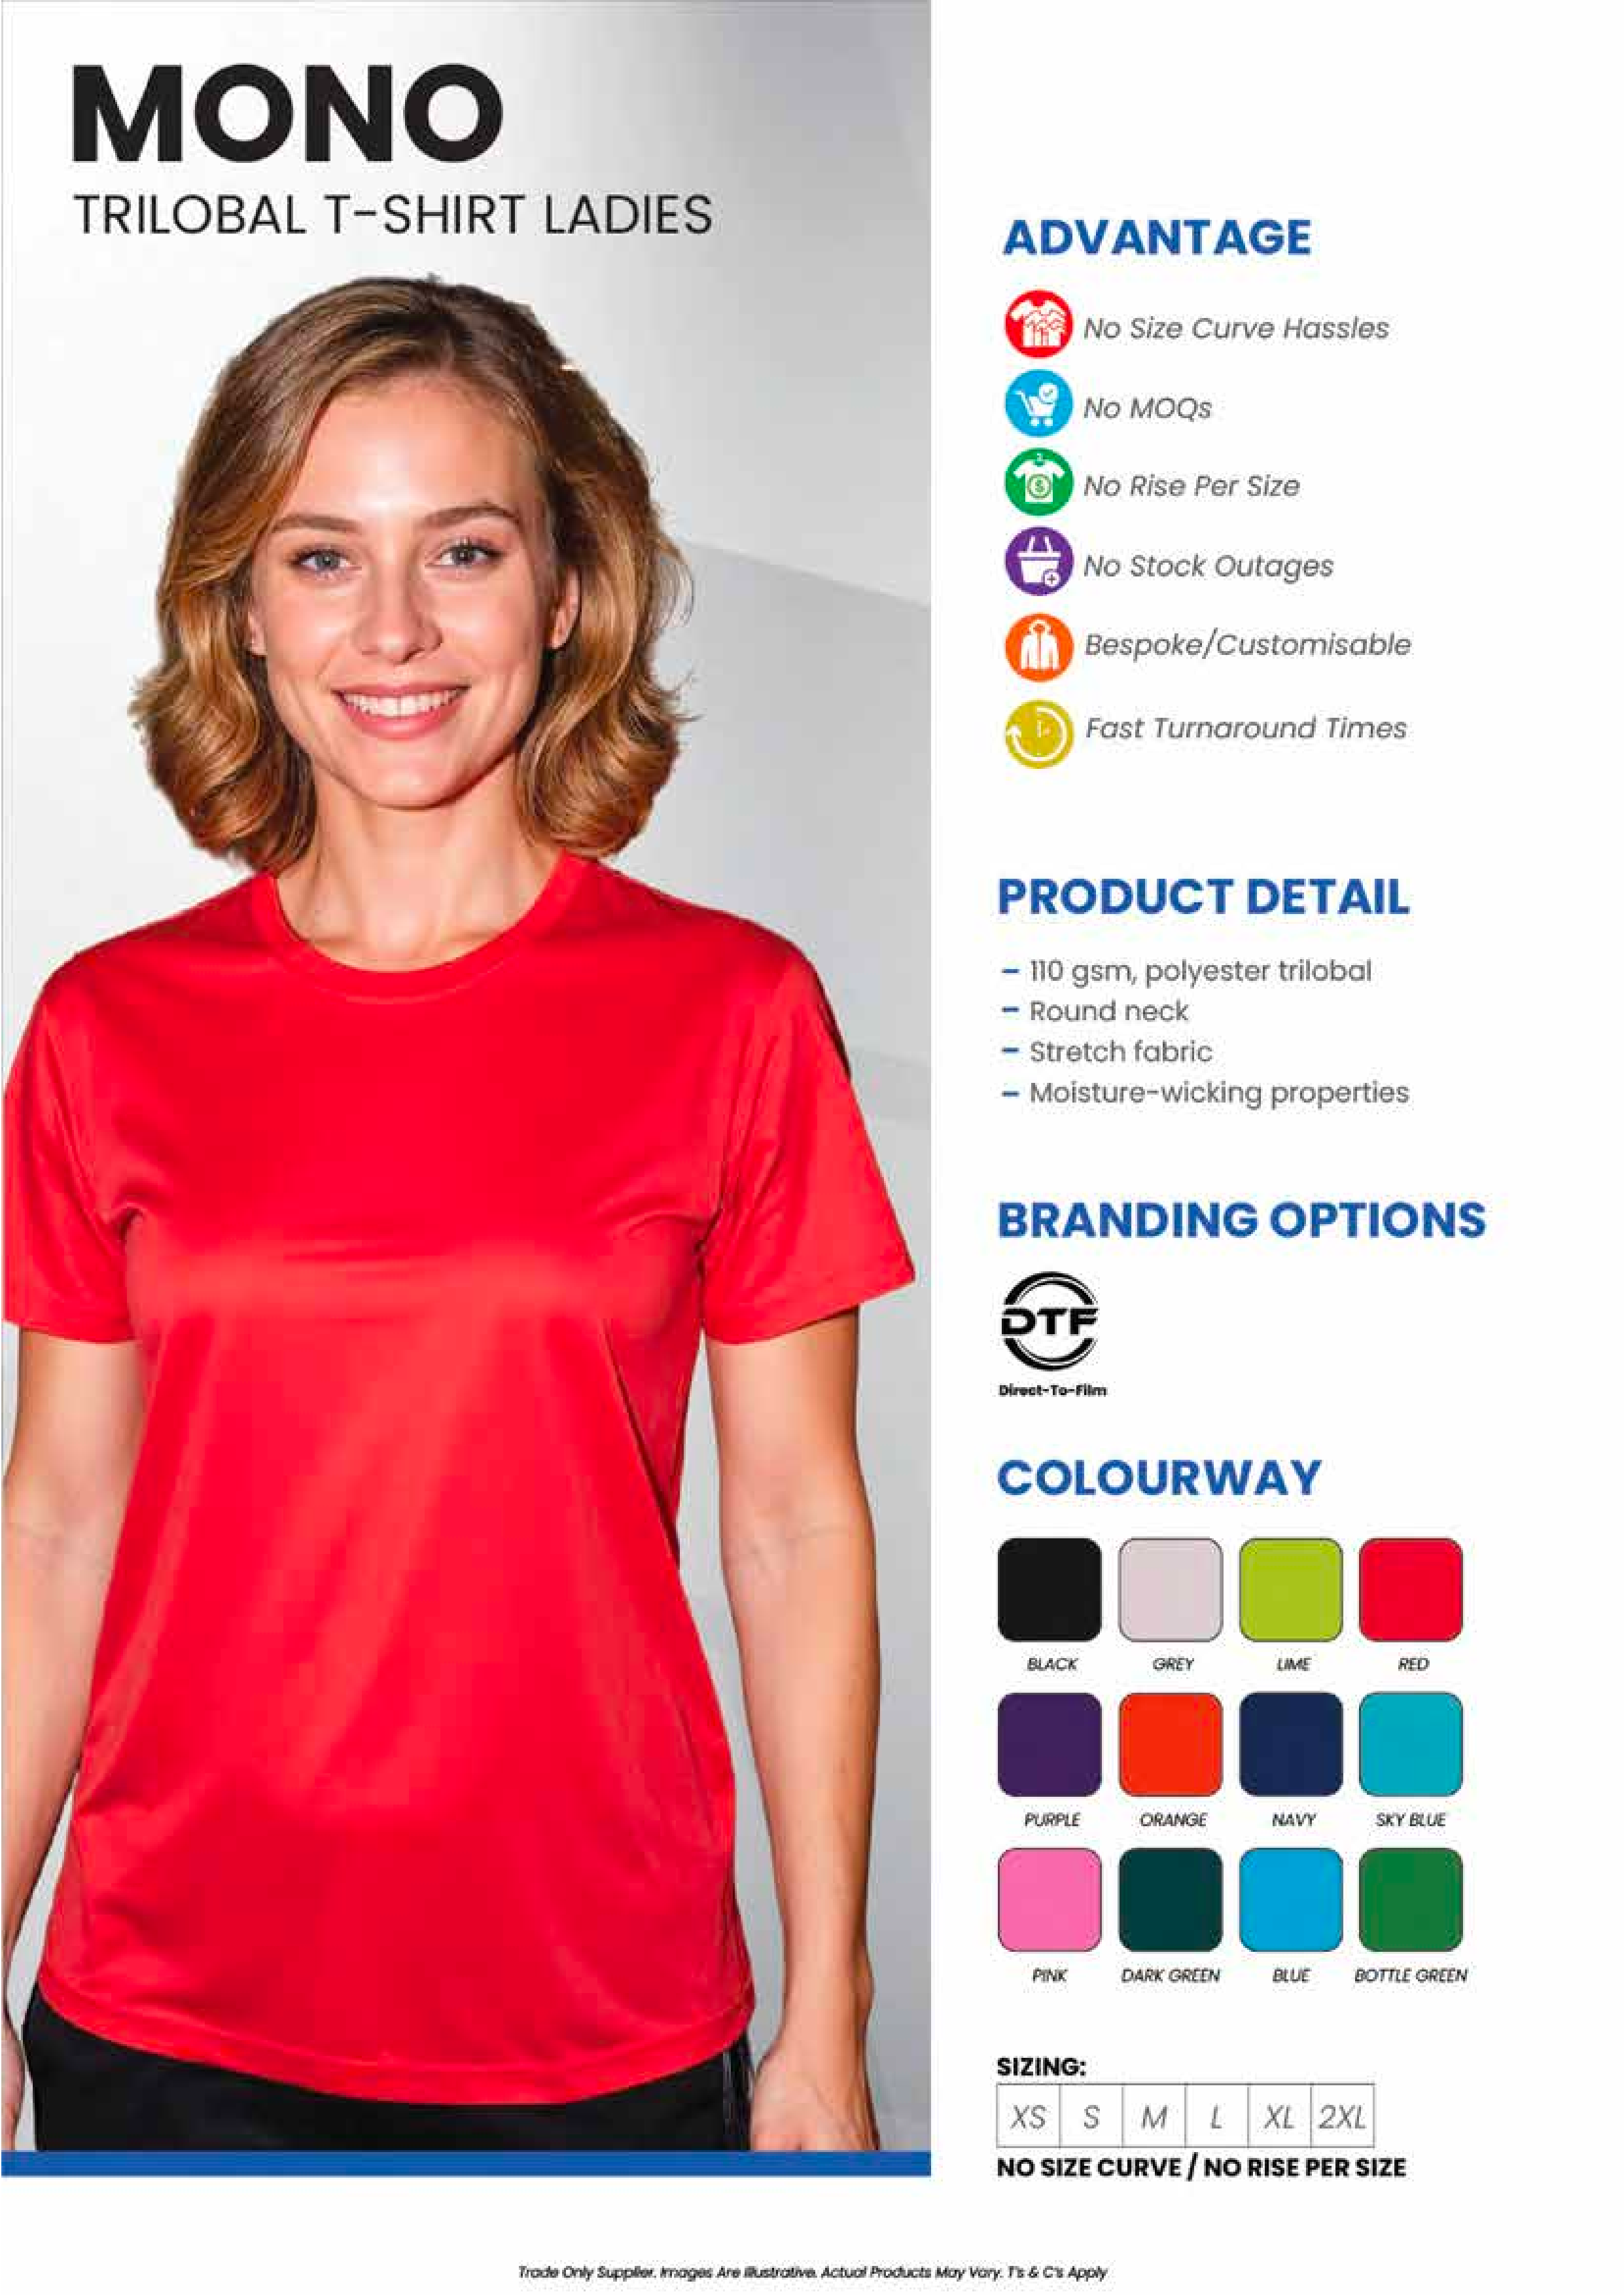 MONO
TRILOBAL T-SHIRT LADIES
ADVANTAGE
No Size Curve Hassles
No MOQs
No Rise Per Size
No Stock Outages
Bespoke/Customisable
Fast Turnaround Times
PRODUCT DETAIL
- 110 gsm, polyester trilobal
- Round neck
- Stretch fabric
- Moisture-wicking properties
BRANDING OPTIONS
DTF
Direct-To-Film
COLOURWAY
BLACK GREY LIME RED
PURPLE ORANGE NAVY SKY BLUE
PINK DARK GREEN BLUE BOTTLE GREEN
SIZING:
XS S M L XL 2XL
NO SIZE CURVE / NO RISE PER SIZE
Trade Only Supplier. Images Are Illustrative. Actual Products May Vary. T's & C's Apply